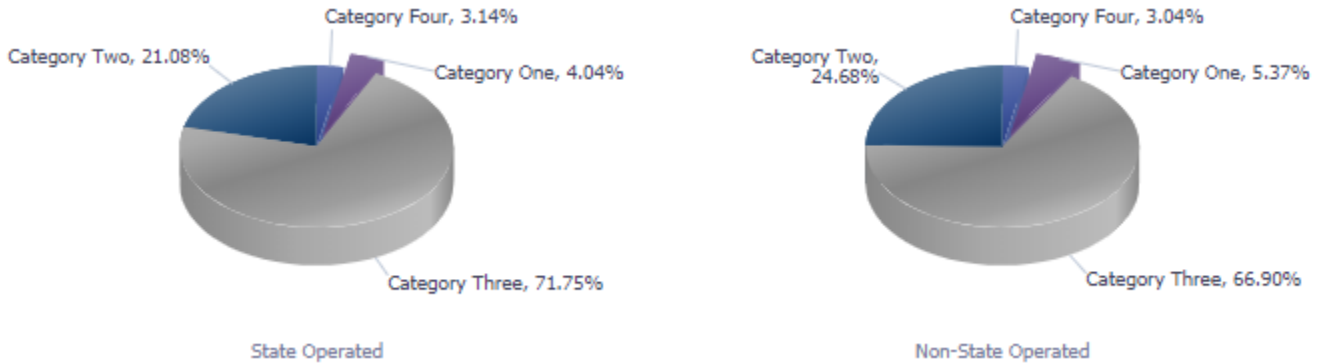 Category Four, 3.14%
Category Two, 21.08%
Category One, 4.04%
Category Three, 71.75%
State Operated
Category Four, 3.04%
Category Two,
24.68%
Category One, 5.37%
Category Three, 66.90%
Non-State Operated